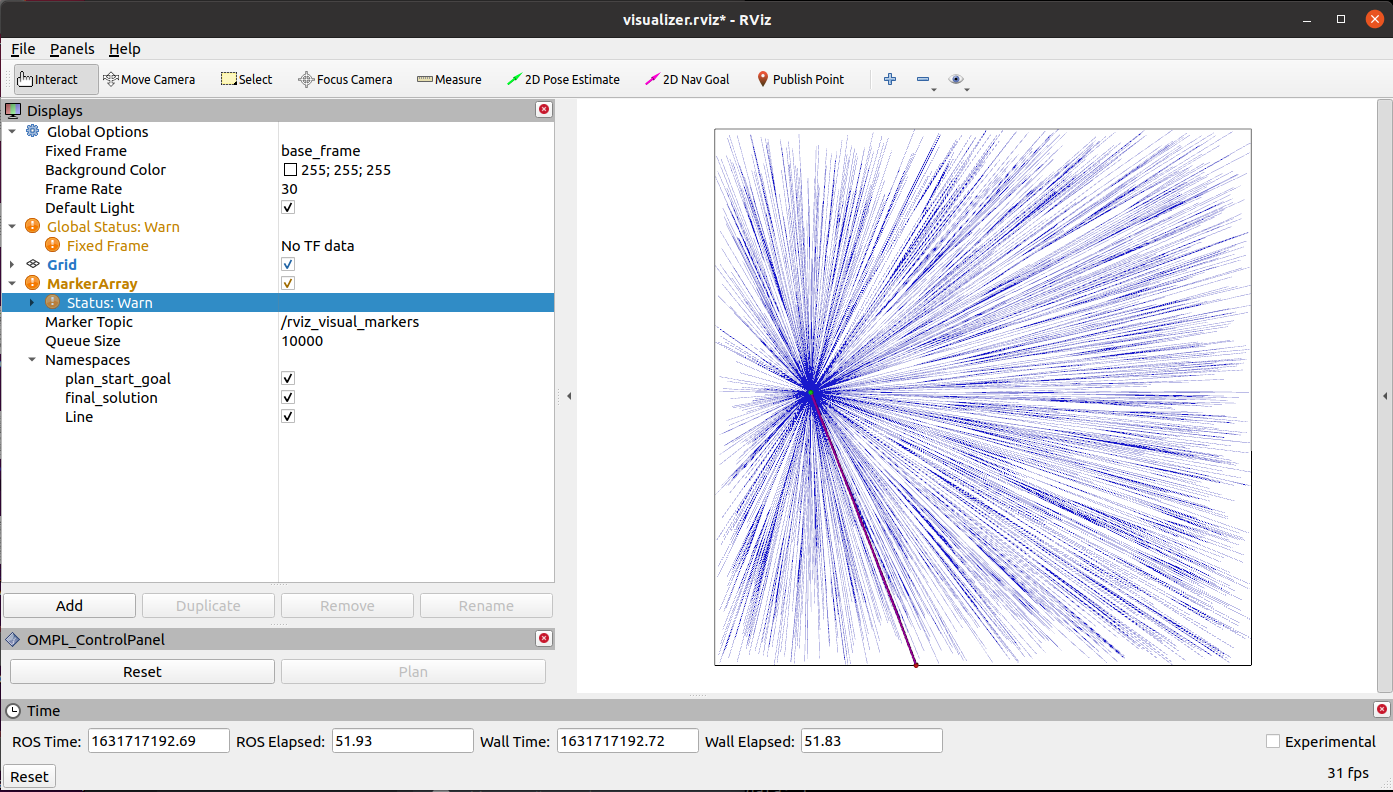 visualizer.rviz* - RViz
File Panels Help
Interact Move Camera Select Focus Camera Measure 2D Pose Estimate 2D Nav Goal Publish Point
Displays
Global Options
Fixed Frame base_frame
Background Color 255; 255; 255
Frame Rate 30
Default Light
Global Status: Warn
Fixed Frame No TF data
Grid
MarkerArray
Status: Warn
Marker Topic /rviz_visual_markers
Queue Size 10000
Namespaces
plan_start_goal
final_solution
Line
Add Duplicate Remove Rename
OMPL_ControlPanel
Reset Plan
Time
ROS Time: 1631717192.69 ROS Elapsed: 51.93 Wall Time: 1631717192.72 Wall Elapsed: 51.83 Experimental
Reset 31 fps